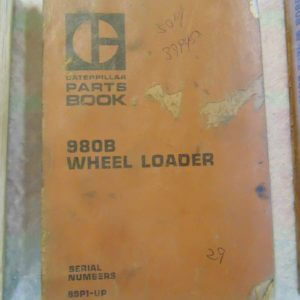 CATERPILLAR
PARTS
BOOK
980B
WHEEL LOADER
29
SERIAL
NUMBERS
89P1-UP